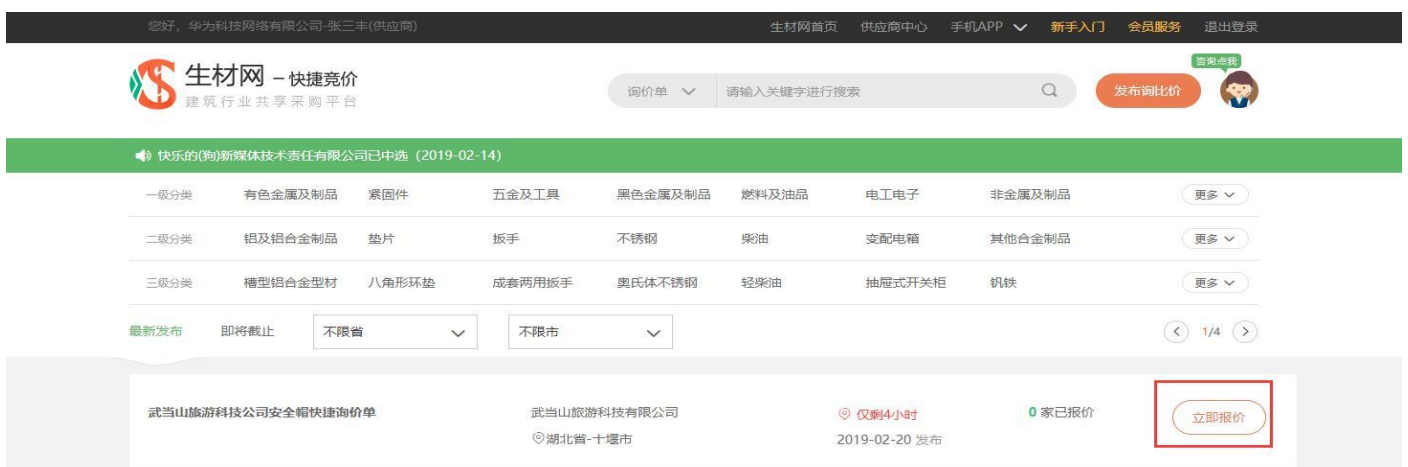 您好，华为科技网络有限公司-张三丰(供应商) 生材网首页 供应商中心 手机APP 新手入门 会员服务 退出登录
咨询点我
生材网 – 快捷竞价
建筑行业共享采购平台
询价单 请输入关键字进行搜索 发布询比价
快乐的(狗)新媒体技术责任有限公司已中选 (2019-02-14)
一级分类 有色金属及制品 紧固件 五金及工具 黑色金属及制品 燃料及油品 电工电子 非金属及制品 更多
二级分类 铝及铝合金制品 垫片 扳手 不锈钢 柴油 变配电箱 其他合金制品 更多
三级分类 槽型铝合金型材 八角形环垫 成套两用扳手 奥氏体不锈钢 轻柴油 抽屉式开关柜 钒铁 更多
最新发布 即将截止 不限省 不限市 1/4
武当山旅游科技公司安全帽快捷询价单 武当山旅游科技有限公司 仅剩4小时 0 家已报价 立即报价
湖北省-十堰市 2019-02-20 发布